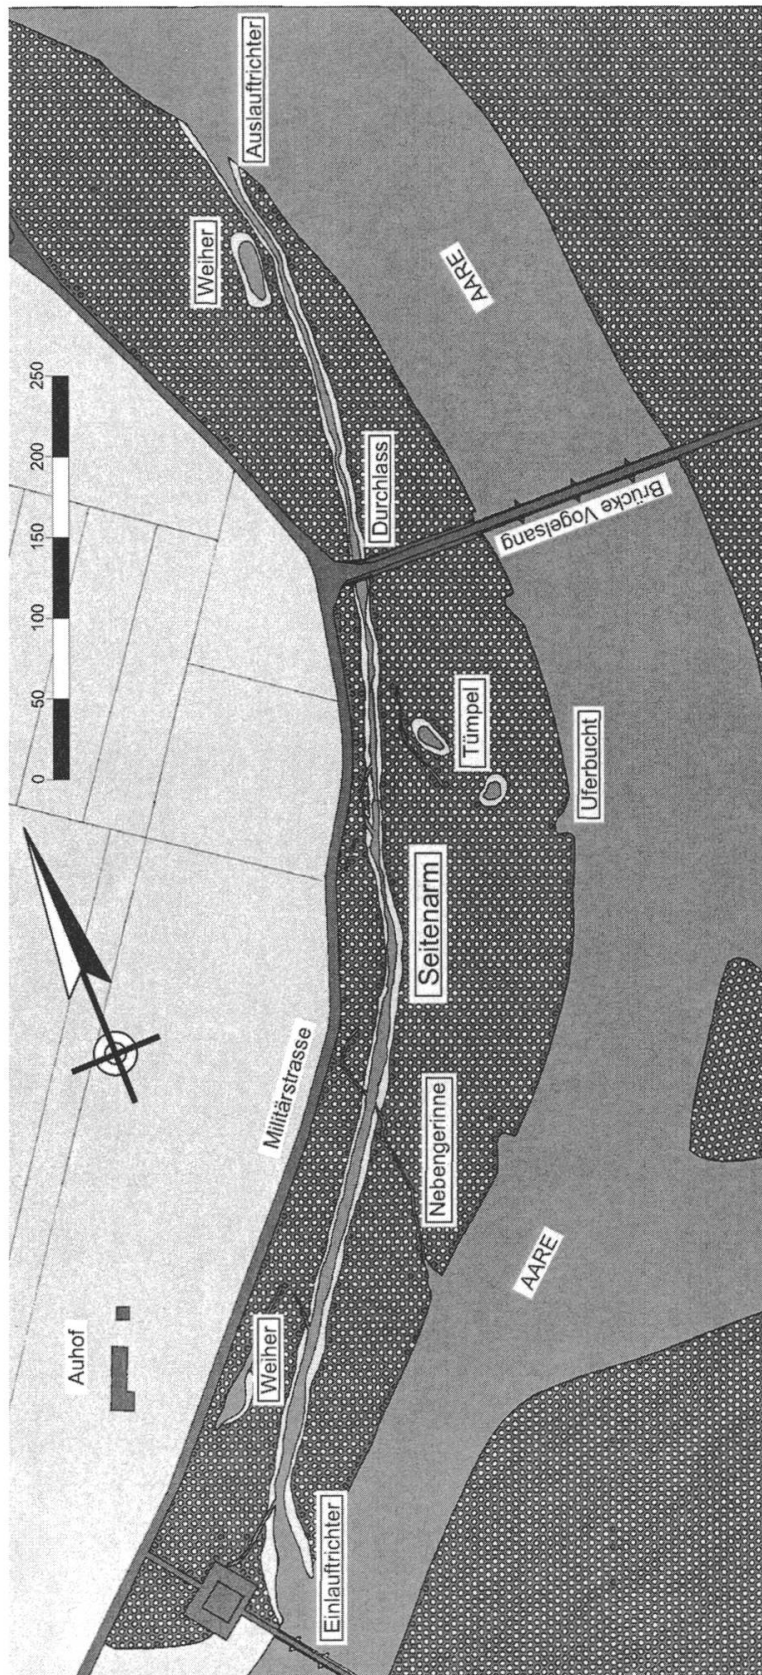 Auhof
Weiher
Einlauftrichter
Militärstrasse
Nebengerinne
AARE
Seitenarm
0 50 100 150 200 250
Tümpel
Uferbucht
Durchlass
Brücke Vogelsang
Weiher
AARE
Auslauftrichter